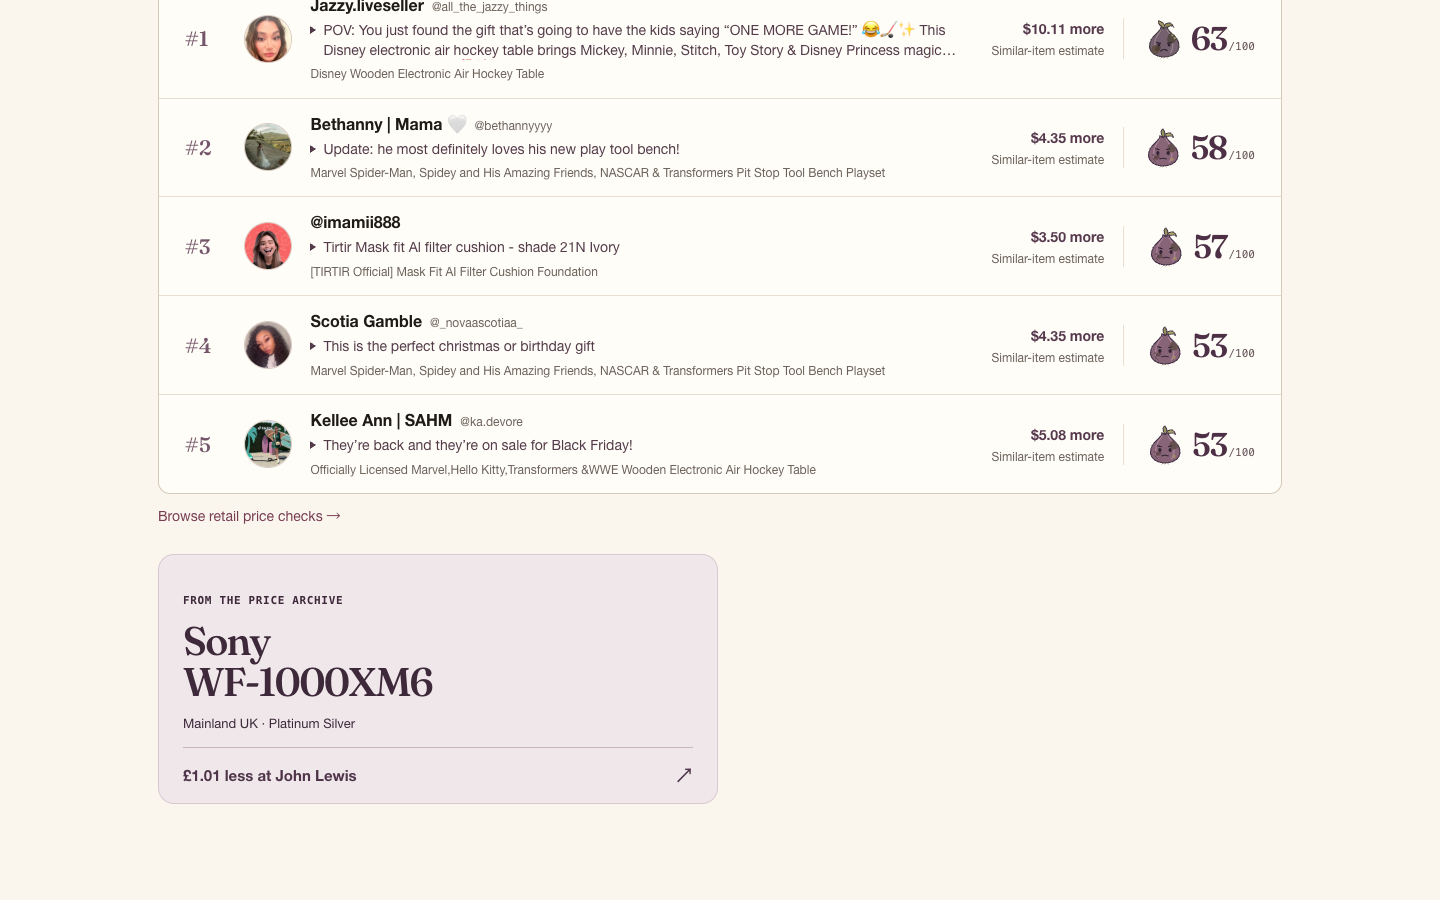 Jazzy.liveseller @all_the_jazzy_things
#1
POV: You just found the gift that’s going to have the kids saying “ONE MORE GAME!” 😂🏒✨ This
Disney electronic air hockey table brings Mickey, Minnie, Stitch, Toy Story & Disney Princess magic…
Disney Wooden Electronic Air Hockey Table
$10.11 more
Similar-item estimate
63/100
#2
Bethanny | Mama 🤍 @bethannyyyy
Update: he most definitely loves his new play tool bench!
Marvel Spider-Man, Spidey and His Amazing Friends, NASCAR & Transformers Pit Stop Tool Bench Playset
$4.35 more
Similar-item estimate
58/100
#3
@imamii888
Tirtir Mask fit AI filter cushion - shade 21N Ivory
[TIRTIR Official] Mask Fit AI Filter Cushion Foundation
$3.50 more
Similar-item estimate
57/100
#4
Scotia Gamble @_novaascotiaa_
This is the perfect christmas or birthday gift
Marvel Spider-Man, Spidey and His Amazing Friends, NASCAR & Transformers Pit Stop Tool Bench Playset
$4.35 more
Similar-item estimate
53/100
#5
Kellee Ann | SAHM @ka.devore
They’re back and they’re on sale for Black Friday!
Officially Licensed Marvel,Hello Kitty,Transformers &WWE Wooden Electronic Air Hockey Table
$5.08 more
Similar-item estimate
53/100
Browse retail price checks →
FROM THE PRICE ARCHIVE
Sony
WF-1000XM6
Mainland UK · Platinum Silver
£1.01 less at John Lewis ↗